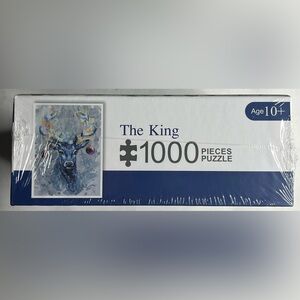 Age 10+
The King
1000 PIECES
PUZZLE